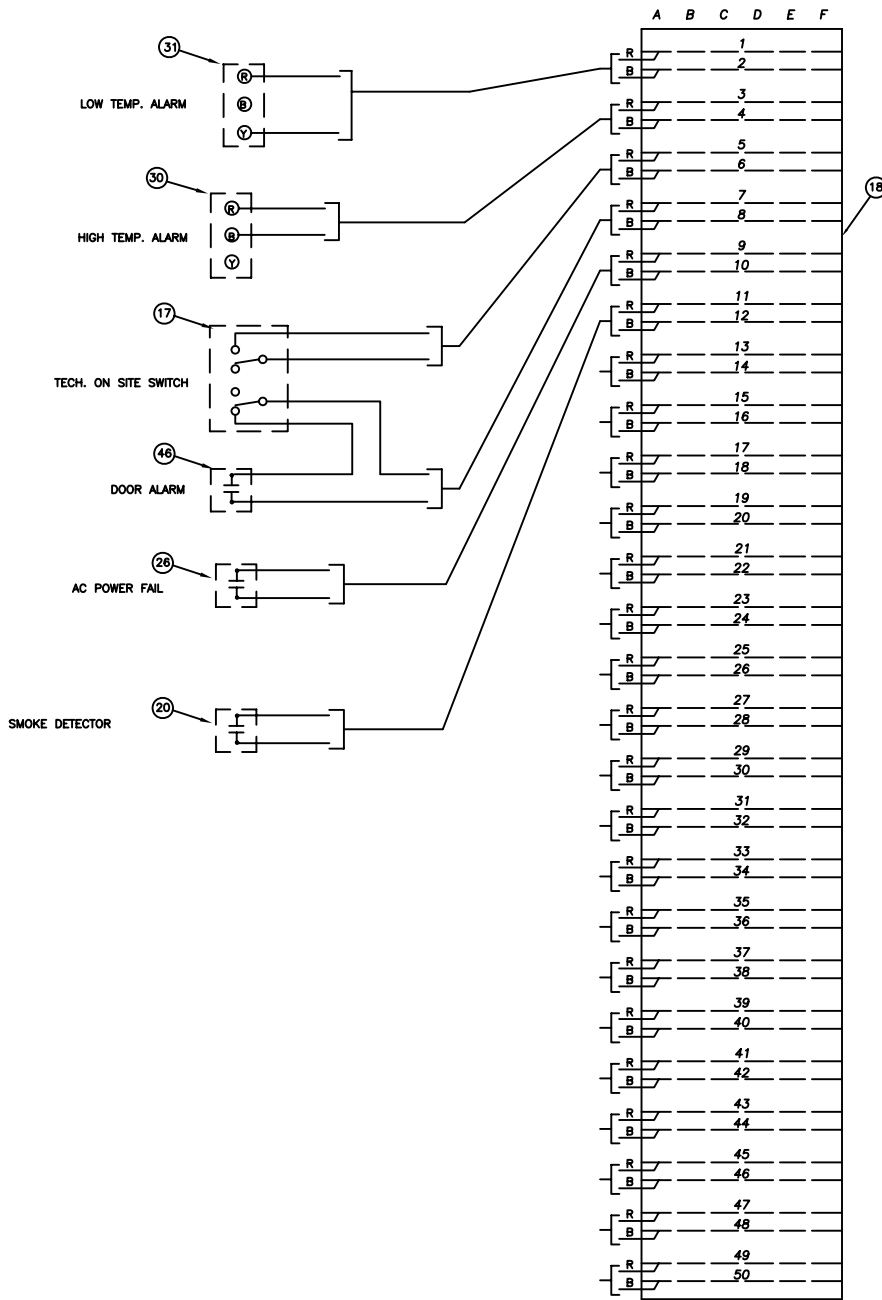 A B C D E F
31
R
B
Y
LOW TEMP. ALARM
30
R
B
Y
HIGH TEMP. ALARM
17
TECH. ON SITE SWITCH
46
DOOR ALARM
26
AC POWER FAIL
20
SMOKE DETECTOR
18
R 1
B 2
R 3
B 4
R 5
B 6
R 7
B 8
R 9
B 10
R 11
B 12
R 13
B 14
R 15
B 16
R 17
B 18
R 19
B 20
R 21
B 22
R 23
B 24
R 25
B 26
R 27
B 28
R 29
B 30
R 31
B 32
R 33
B 34
R 35
B 36
R 37
B 38
R 39
B 40
R 41
B 42
R 43
B 44
R 45
B 46
R 47
B 48
R 49
B 50